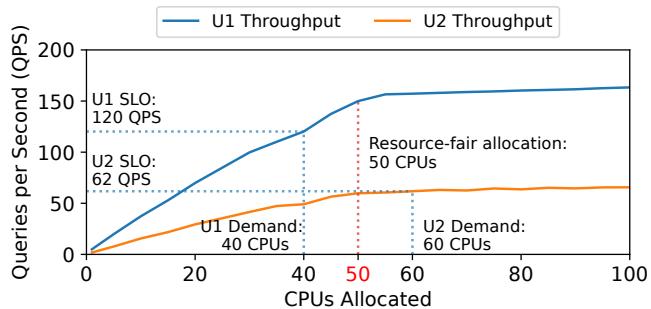 U1 Throughput U2 Throughput
Queries per Second (QPS)
200
150
100
50
0
U1 SLO:
120 QPS
U2 SLO:
62 QPS
Resource-fair allocation:
50 CPUs
U1 Demand:
40 CPUs
U2 Demand:
60 CPUs
0 20 40 50 60 80 100
CPUs Allocated